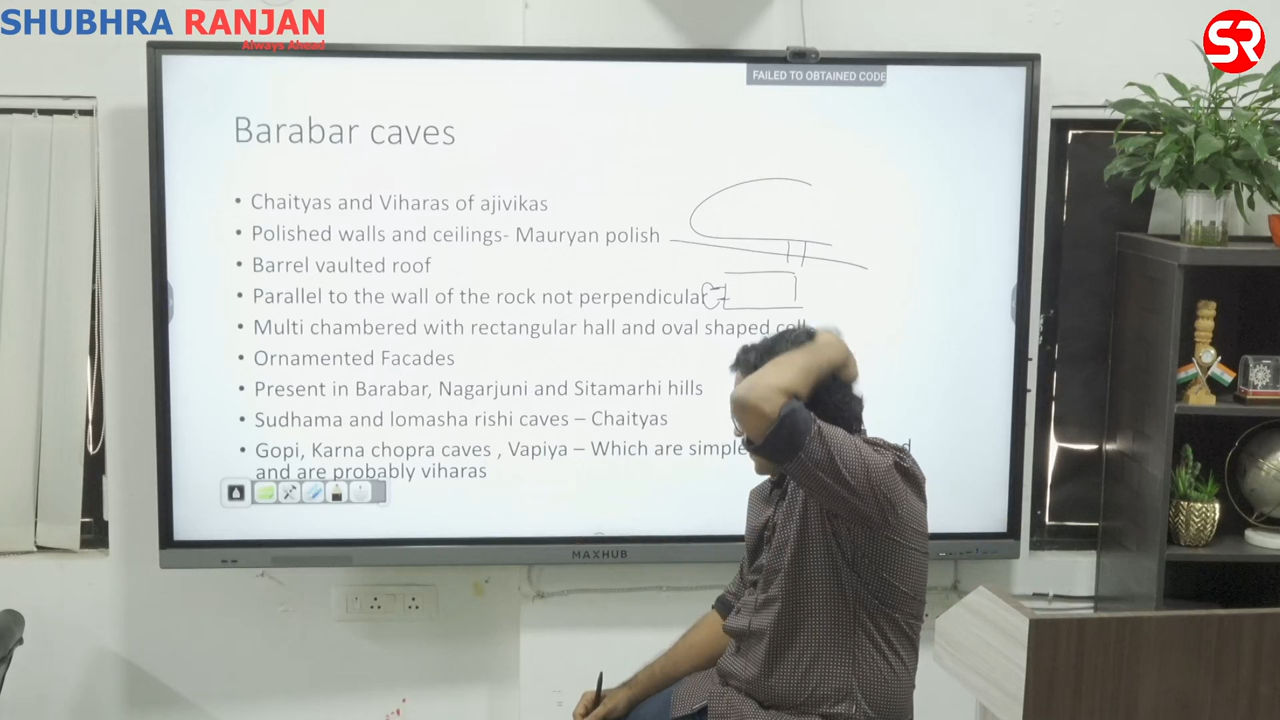 SHUBHRA RANJAN
Always Ahead
SR
FAILED TO OBTAINED CODE
Barabar caves
• Chaityas and Viharas of ajivikas
• Polished walls and ceilings- Mauryan polish
• Barrel vaulted roof
• Parallel to the wall of the rock not perpendicular
• Multi chambered with rectangular hall and oval shaped cell
• Ornamented Facades
• Present in Barabar, Nagarjuni and Sitamarhi hills
• Sudhama and lomasha rishi caves – Chaityas
• Gopi, Karna chopra caves , Vapiya – Which are simple
and are probably viharas
MAXHUB